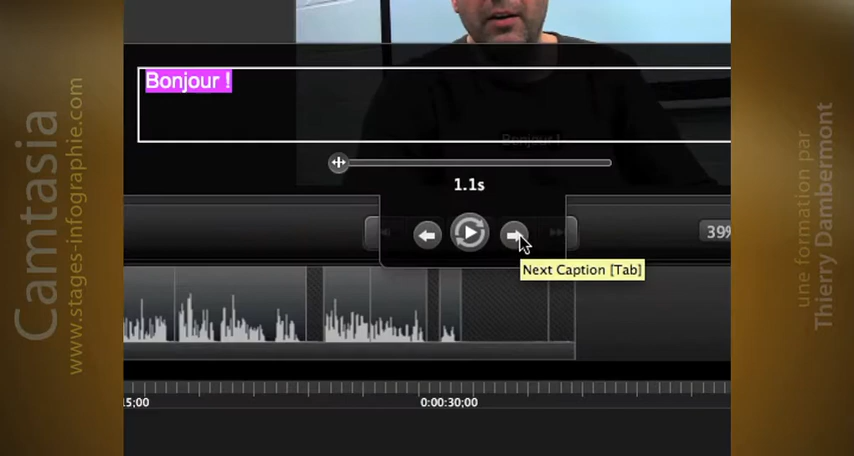 Camtasia
www.stages-infographie.com
Bonjour !
Bonjour !
1.1s
39%
Next Caption [Tab]
15;00
0:00:30;00
une formation par
Thierry Dambermont